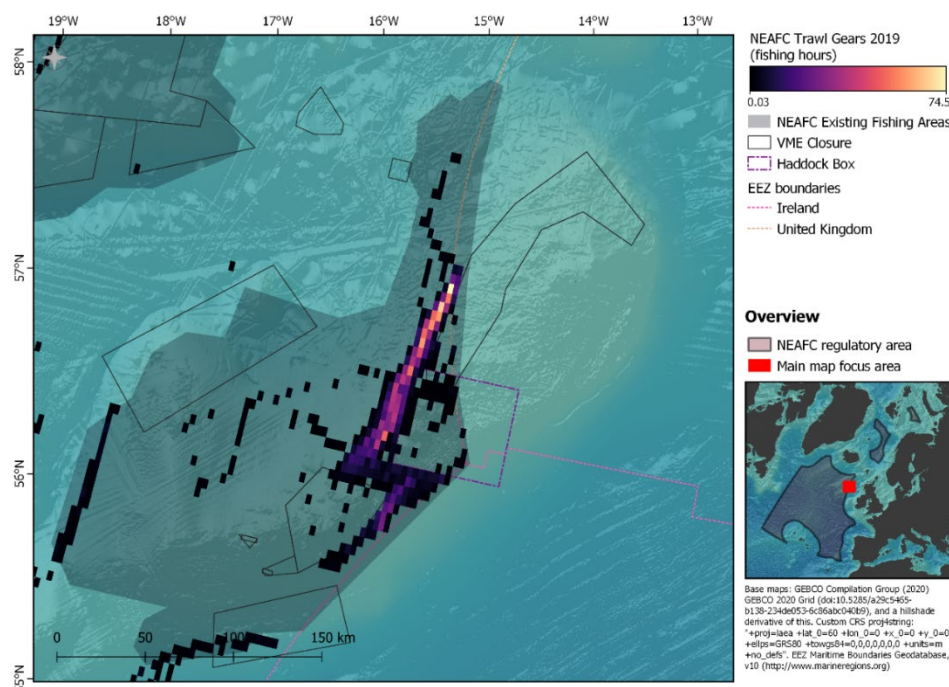 19°W 18°W 17°W 16°W 15°W 14°W 13°W
58°N
57°N
56°N
55°N
0 50 100 150 km
NEAFC Trawl Gears 2019
(fishing hours)
0.03 74.5
NEAFC Existing Fishing Areas
VME Closure
Haddock Box
EEZ boundaries
Ireland
United Kingdom
Overview
NEAFC regulatory area
Main map focus area
Base maps: GEBCO Compilation Group (2020)
GEBCO 2020 Grid (doi:10.5285/a29c5465-
b138-234de053-6c86abc040b9), and a hillshade
derivative of this. Custom CRS proj4string:
"+proj=laea +lat_0=60 +lon_0=0 +x_0=0 +y_0=0
+ellps=GRS80 +towgs84=0,0,0,0,0,0,0 +units=m
+no_defs". EEZ Maritime Boundaries Geodatabase,
v10 (http://www.marineregions.org)